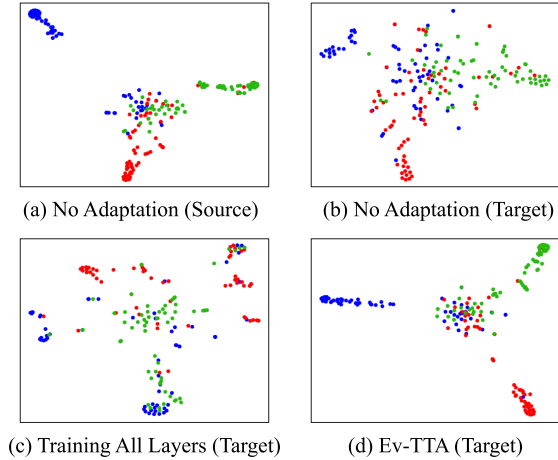 (a) No Adaptation (Source)
(b) No Adaptation (Target)
(c) Training All Layers (Target)
(d) Ev-TTA (Target)